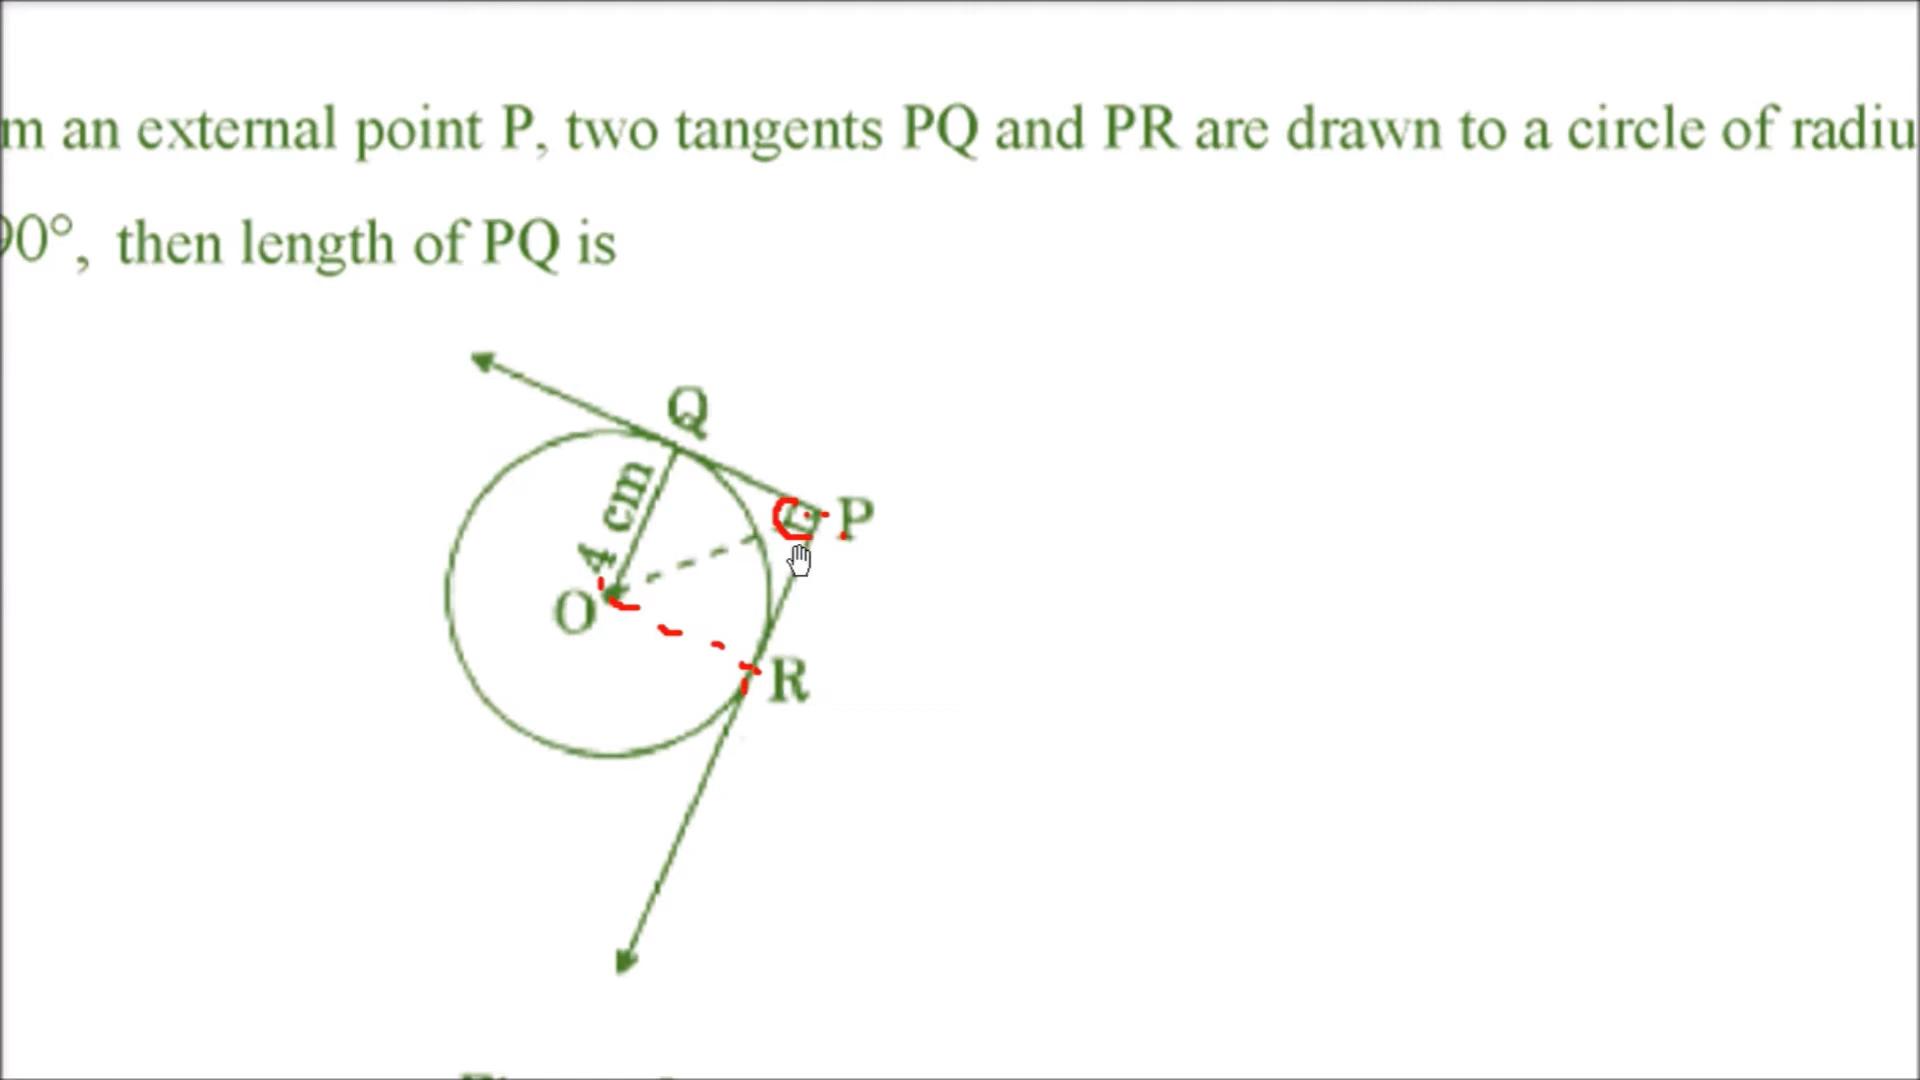 m an external point P, two tangents PQ and PR are drawn to a circle of radiu
90°, then length of PQ is
Q
4 cm
P
O
R